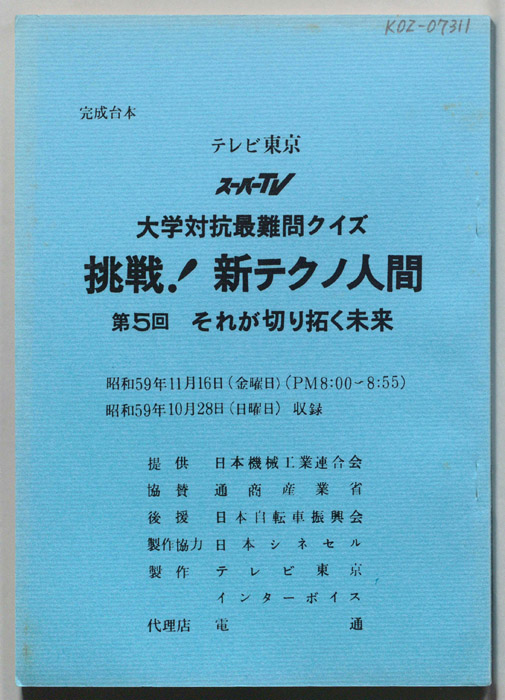 KOZ-07311
完成台本
テレビ東京
スーパーTV
大学対抗最難問クイズ
挑戦! 新テクノ人間
第5回 それが切り拓く未来
昭和59年11月16日(金曜日)(PM8:00~8:55)
昭和59年10月28日(日曜日) 収録
提供 日本機械工業連合会
協賛 通商産業省
後援 日本自転車振興会
製作協力 日本シネセル
製作 テレビ東京
インターボイス
代理店 電通